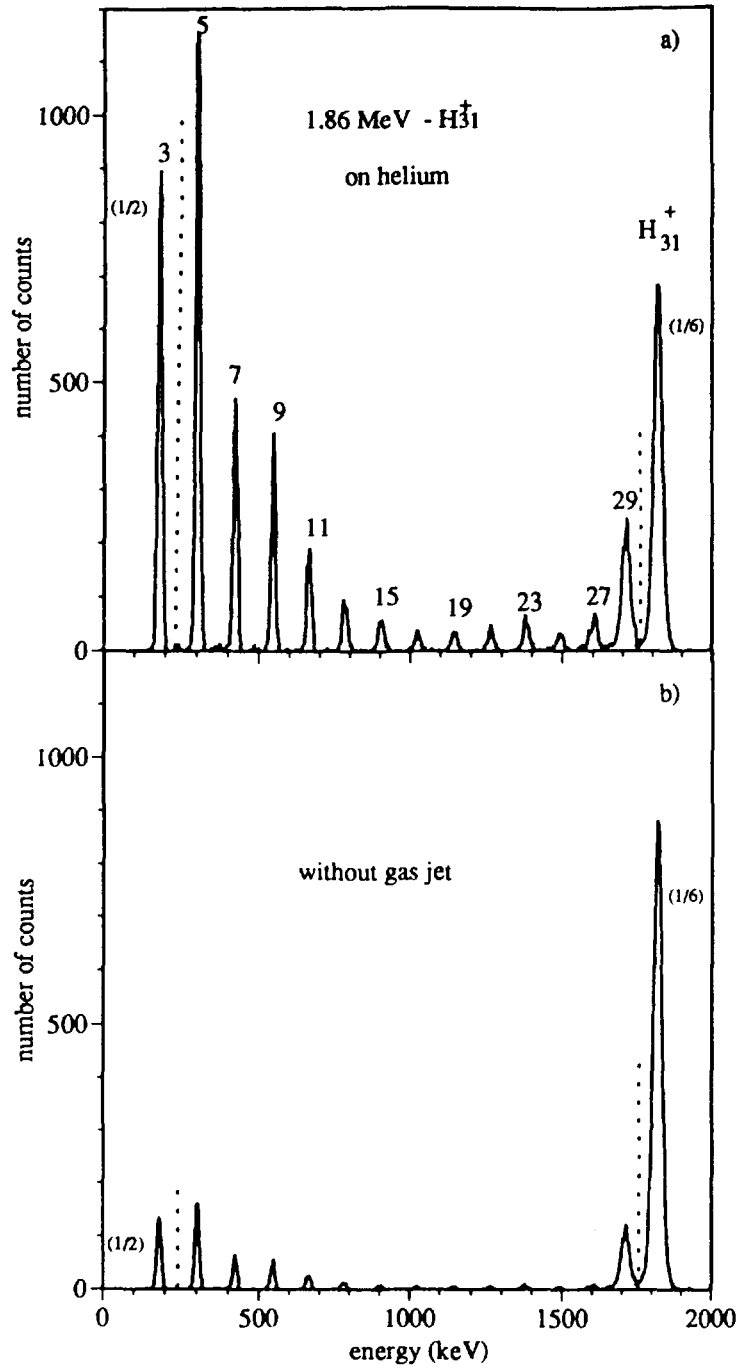 a)
5
1000
1.86 MeV - H31+
3
on helium
(1/2)
H31+
(1/6)
number of counts
500
7
9
11
29
15
19
23
27
0
b)
1000
without gas jet
(1/6)
number of counts
500
(1/2)
0
0 500 1000 1500 2000
energy (keV)